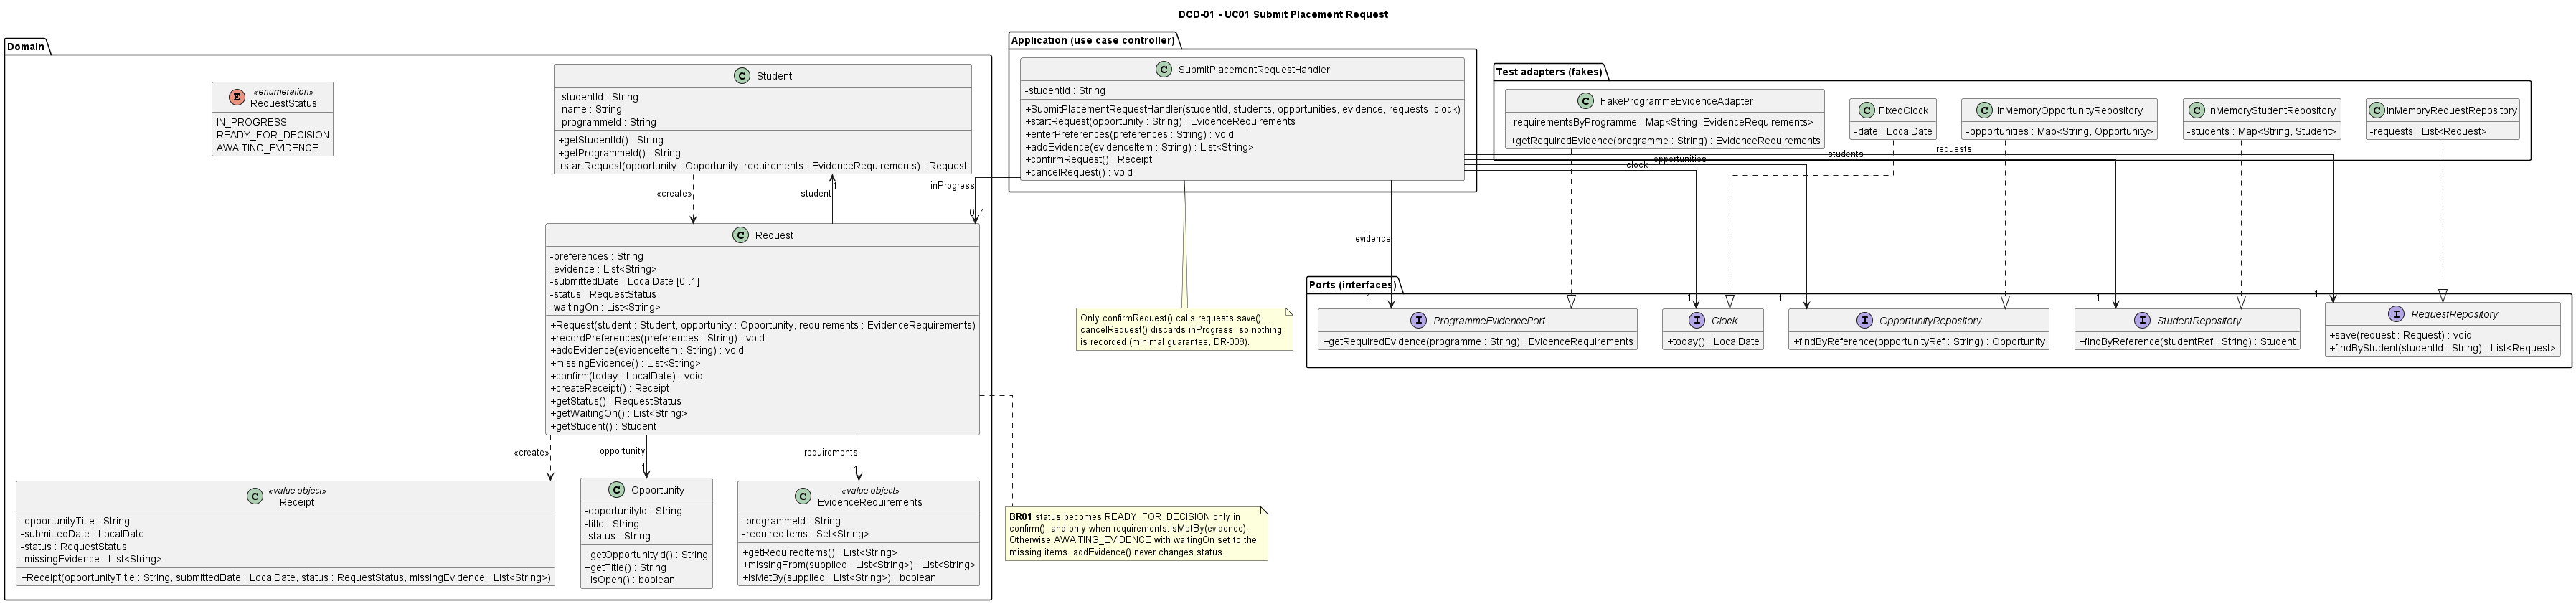 DCD-01 - UC01 Submit Placement Request
Domain
«enumeration»
RequestStatus
IN_PROGRESS
READY_FOR_DECISION
AWAITING_EVIDENCE
Student
-studentId : String
-name : String
-programmeId : String
+getStudentId() : String
+getProgrammeId() : String
+startRequest(opportunity : Opportunity, requirements : EvidenceRequirements) : Request
«create»
student
1
Request
-preferences : String
-evidence : List<String>
-submittedDate : LocalDate [0..1]
-status : RequestStatus
-waitingOn : List<String>
+Request(student : Student, opportunity : Opportunity, requirements : EvidenceRequirements)
+recordPreferences(preferences : String) : void
+addEvidence(evidenceItem : String) : void
+missingEvidence() : List<String>
+confirm(today : LocalDate) : void
+createReceipt() : Receipt
+getStatus() : RequestStatus
+getWaitingOn() : List<String>
+getStudent() : Student
«create»
opportunity
1
requirements
1
«value object»
Receipt
-opportunityTitle : String
-submittedDate : LocalDate
-status : RequestStatus
-missingEvidence : List<String>
+Receipt(opportunityTitle : String, submittedDate : LocalDate, status : RequestStatus, missingEvidence : List<String>)
Opportunity
-opportunityId : String
-title : String
-status : String
+getOpportunityId() : String
+getTitle() : String
+isOpen() : boolean
«value object»
EvidenceRequirements
-programmeId : String
-requiredItems : Set<String>
+getRequiredItems() : List<String>
+missingFrom(supplied : List<String>) : List<String>
+isMetBy(supplied : List<String>) : boolean
Application (use case controller)
SubmitPlacementRequestHandler
-studentId : String
+SubmitPlacementRequestHandler(studentId, students, opportunities, evidence, requests, clock)
+startRequest(opportunity : String) : EvidenceRequirements
+enterPreferences(preferences : String) : void
+addEvidence(evidenceItem : String) : List<String>
+confirmRequest() : Receipt
+cancelRequest() : void
inProgress
0..1
Only confirmRequest() calls requests.save().
cancelRequest() discards inProgress, so nothing
is recorded (minimal guarantee, DR-008).
BR01 status becomes READY_FOR_DECISION only in
confirm(), and only when requirements.isMetBy(evidence).
Otherwise AWAITING_EVIDENCE with waitingOn set to the
missing items. addEvidence() never changes status.
Test adapters (fakes)
FakeProgrammeEvidenceAdapter
-requirementsByProgramme : Map<String, EvidenceRequirements>
+getRequiredEvidence(programme : String) : EvidenceRequirements
FixedClock
-date : LocalDate
InMemoryOpportunityRepository
-opportunities : Map<String, Opportunity>
InMemoryStudentRepository
-students : Map<String, Student>
InMemoryRequestRepository
-requests : List<Request>
requests
students
opportunities
clock
evidence
Ports (interfaces)
1
1
1
1
1
ProgrammeEvidencePort
+getRequiredEvidence(programme : String) : EvidenceRequirements
Clock
+today() : LocalDate
OpportunityRepository
+findByReference(opportunityRef : String) : Opportunity
StudentRepository
+findByReference(studentRef : String) : Student
RequestRepository
+save(request : Request) : void
+findByStudent(studentId : String) : List<Request>